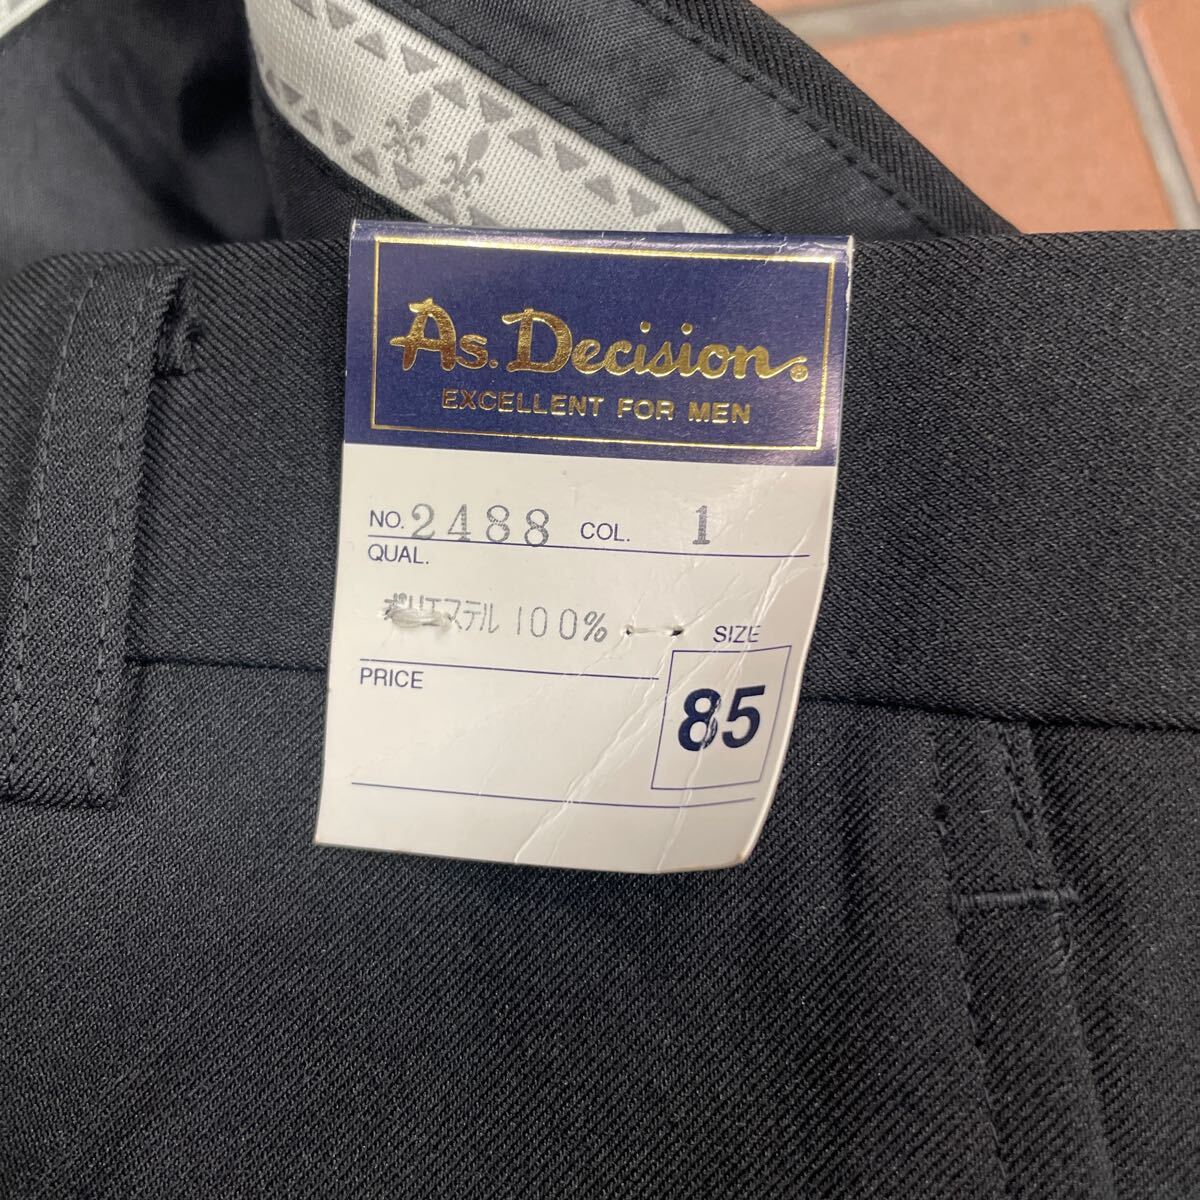 As. Decision®
EXCELLENT FOR MEN
NO. 2488 COL. 1
QUAL.
ポリエステル 100%
SIZE
85
PRICE